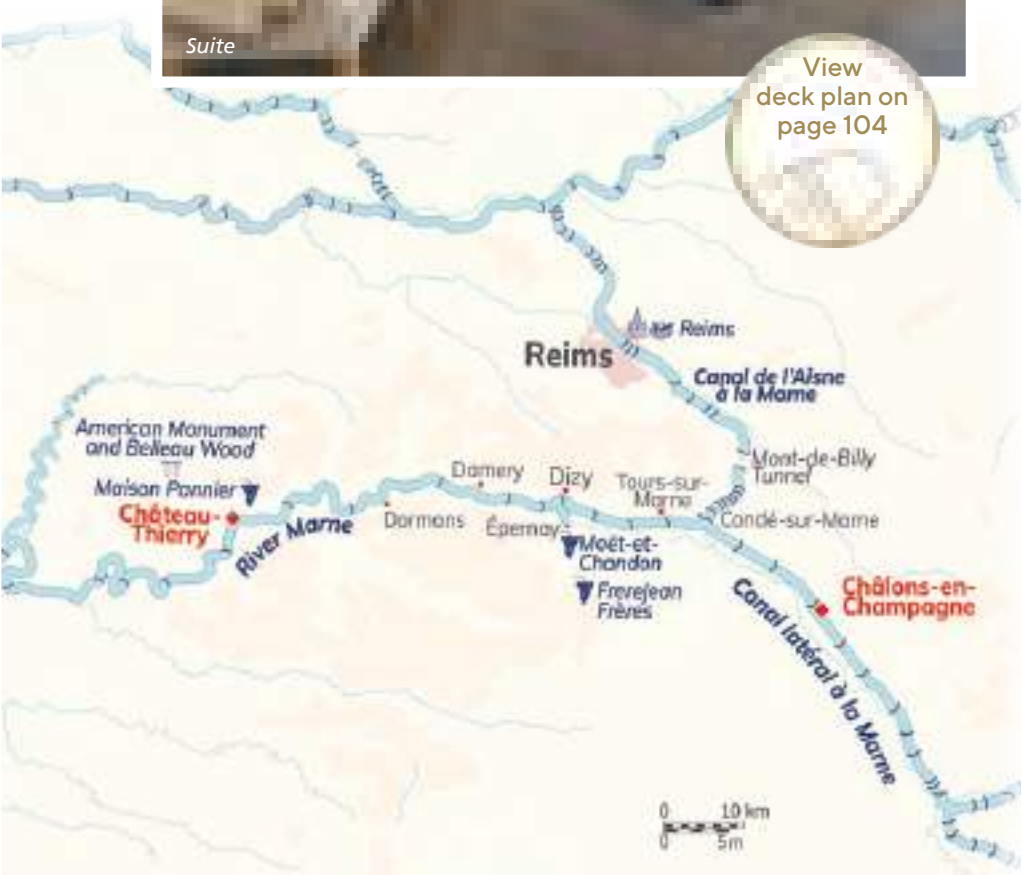 Suite
View
deck plan on
page 104
Reims
Reims
Canal de l'Aisne
à la Marne
American Monument
and Belleau Wood
Maison Pannier
Château-
Thierry
River Marne
Dormans
Damery
Dizy
Épernay
Tours-sur-
Marne
Mont-de-Billy
Tunnel
Condé-sur-Marne
Moët-et-
Chandon
Frerejean
Frères
Châlons-en-
Champagne
Canal latéral à la Marne
0 10 km
0 5m